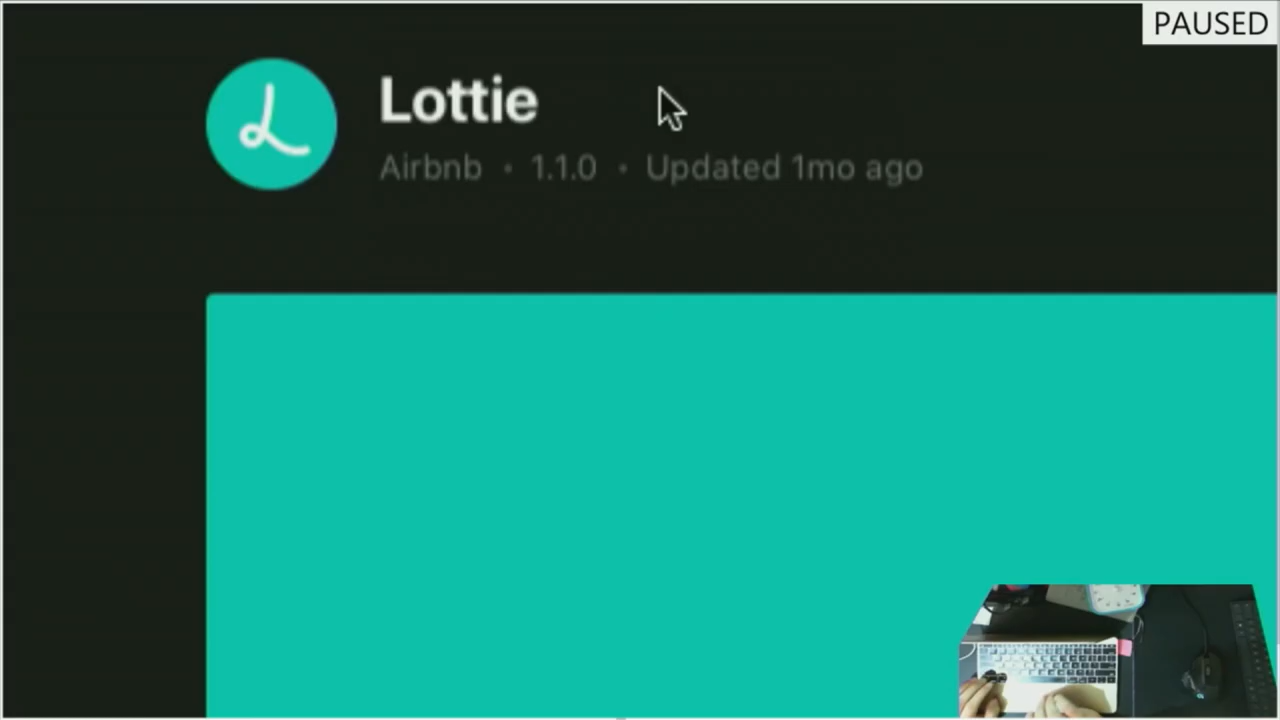 PAUSED
Lottie
Airbnb • 1.1.0 • Updated 1mo ago